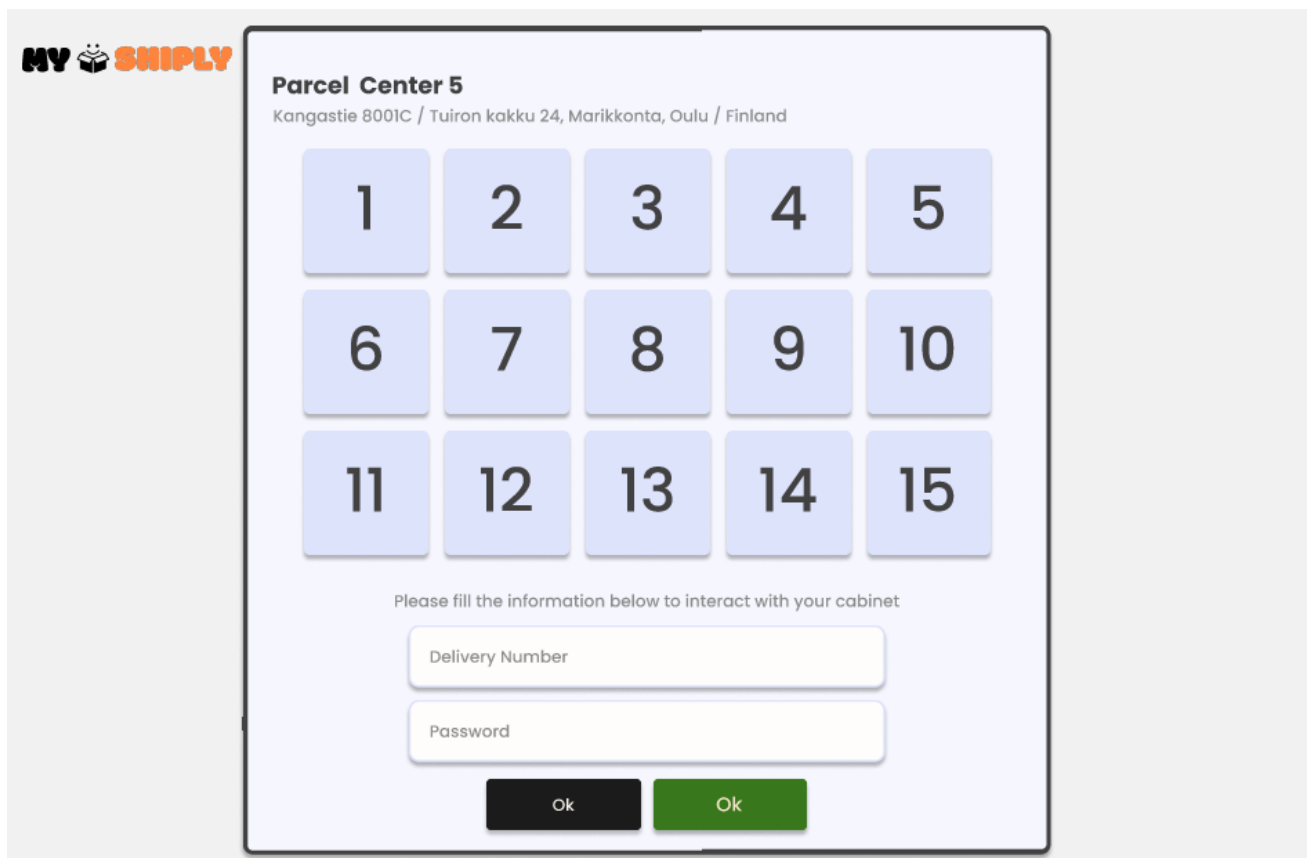 MY SHIPLY
Parcel Center 5
Kangastie 8001C / Tuiron kakku 24, Marikkonta, Oulu / Finland
1 2 3 4 5
6 7 8 9 10
11 12 13 14 15
Please fill the information below to interact with your cabinet
Delivery Number
Password
Ok Ok